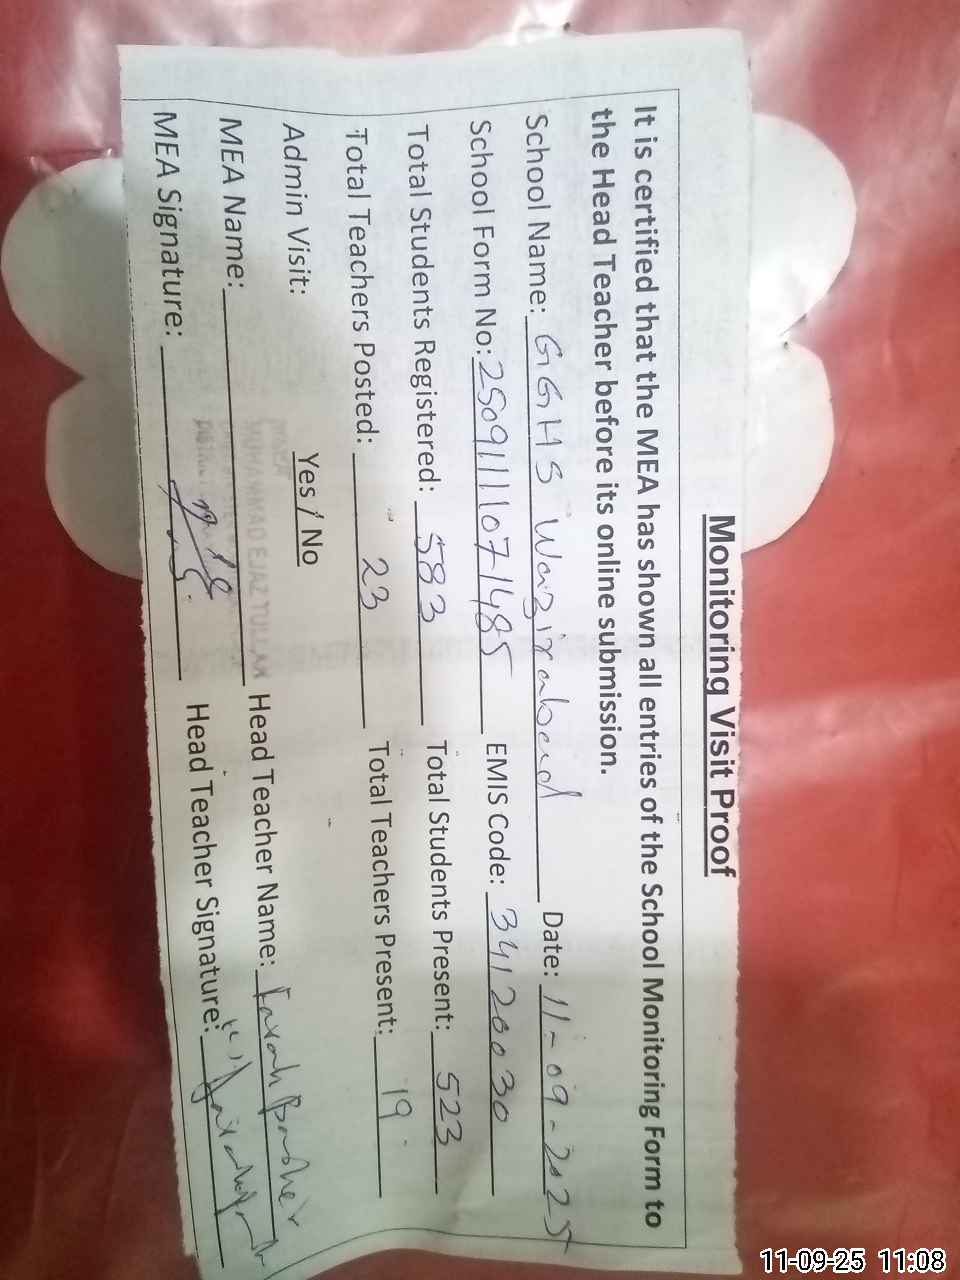 Monitoring Visit Proof
It is certified that the MEA has shown all entries of the School Monitoring Form to
the Head Teacher before its online submission.
School Name: GGHS Wazirabad Date: 11-09-2025
School Form No: 2509111071485 EMIS Code: 34120030
Total Students Registered: 583 Total Students Present: 523
Total Teachers Posted: 23 Total Teachers Present: 19
Admin Visit: Yes / No
MEA Name: MUHAMMAD EJAZ Head Teacher Name: Farah Bashir
MEA Signature: Head Teacher Signature:
11-09-25 11:08